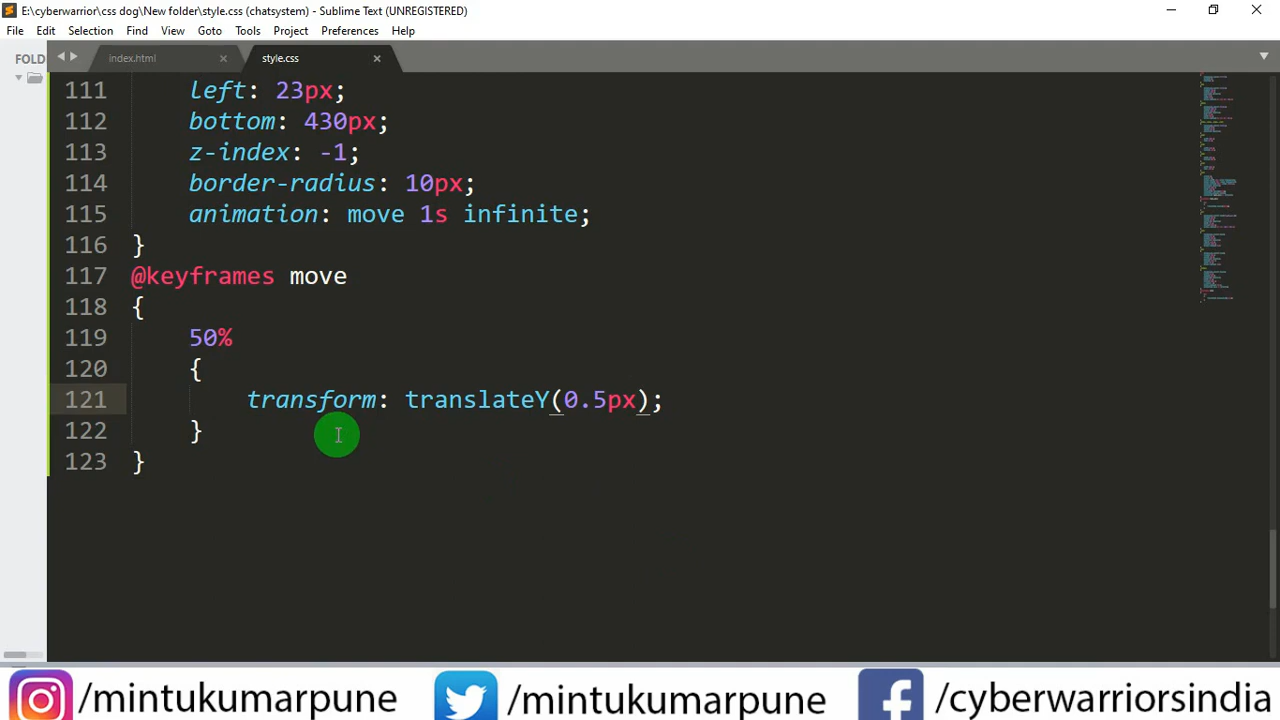 E:\cyberwarrior\css dog\New folder\style.css (chatsystem) - Sublime Text (UNREGISTERED)
File Edit Selection Find View Goto Tools Project Preferences Help
FOLD
index.html
style.css
111 left: 23px;
112 bottom: 430px;
113 z-index: -1;
114 border-radius: 10px;
115 animation: move 1s infinite;
116 }
117 @keyframes move
118 {
119 50%
120 {
121 transform: translateY(0.5px);
122 }
123 }
/mintukumarpune /mintukumarpune /cyberwarriorsindia